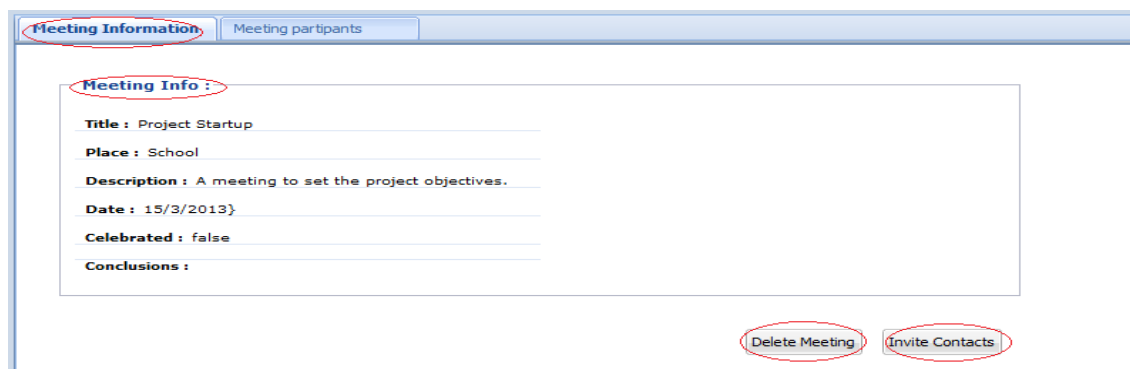 Meeting Information Meeting partipants
Meeting Info :
Title : Project Startup
Place : School
Description : A meeting to set the project objectives.
Date : 15/3/2013}
Celebrated : false
Conclusions :
Delete Meeting Invite Contacts